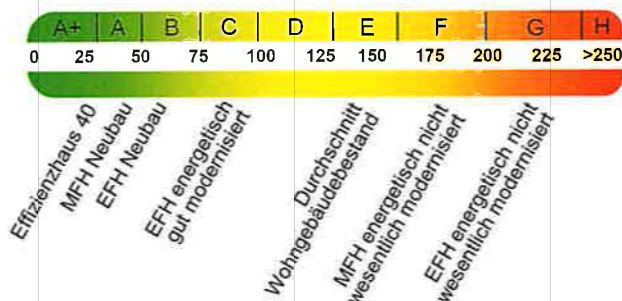 A+ A B C D E F G H
0 25 50 75 100 125 150 175 200 225 >250
Effizienzhaus 40
MFH Neubau
EFH Neubau
EFH energetisch
gut modernisiert
Durchschnitt
Wohngebäudebestand
MFH energetisch nicht
wesentlich modernisiert
EFH energetisch nicht
wesentlich modernisiert